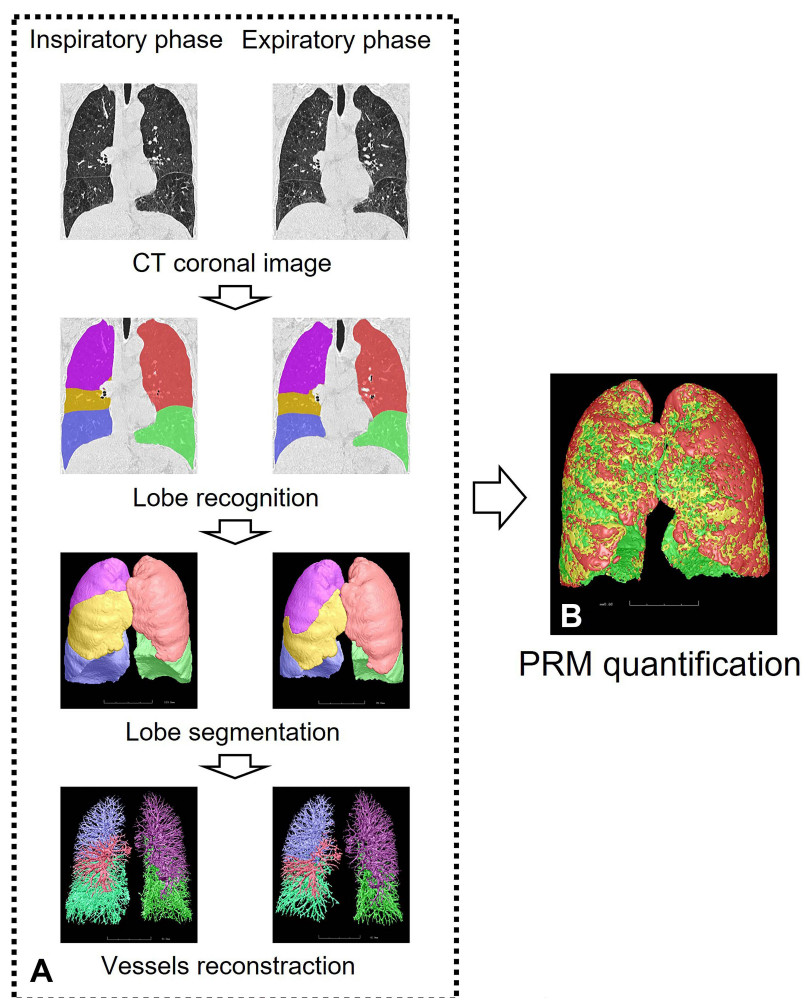 Inspiratory phase Expiratory phase
CT coronal image
Lobe recognition
Lobe segmentation
Vessels reconstraction
A
B
PRM quantification